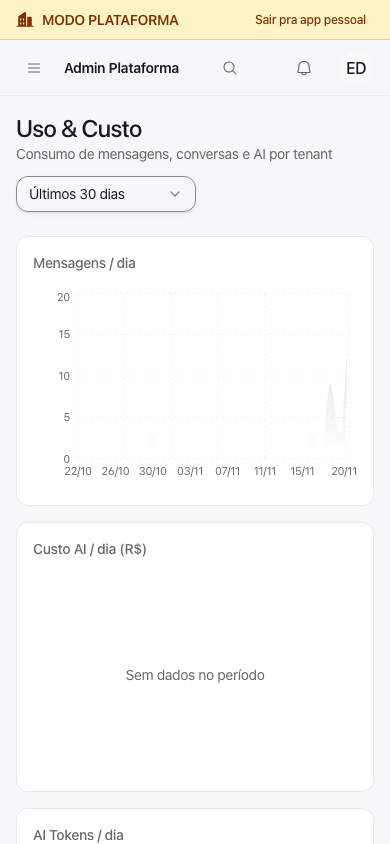 MODO PLATAFORMA
Sair pra app pessoal
Admin Plataforma
ED
Uso & Custo
Consumo de mensagens, conversas e AI por tenant
Últimos 30 dias
Mensagens / dia
20
15
10
5
0
22/10 26/10 30/10 03/11 07/11 11/11 15/11 20/11
Custo AI / dia (R$)
Sem dados no período
AI Tokens / dia